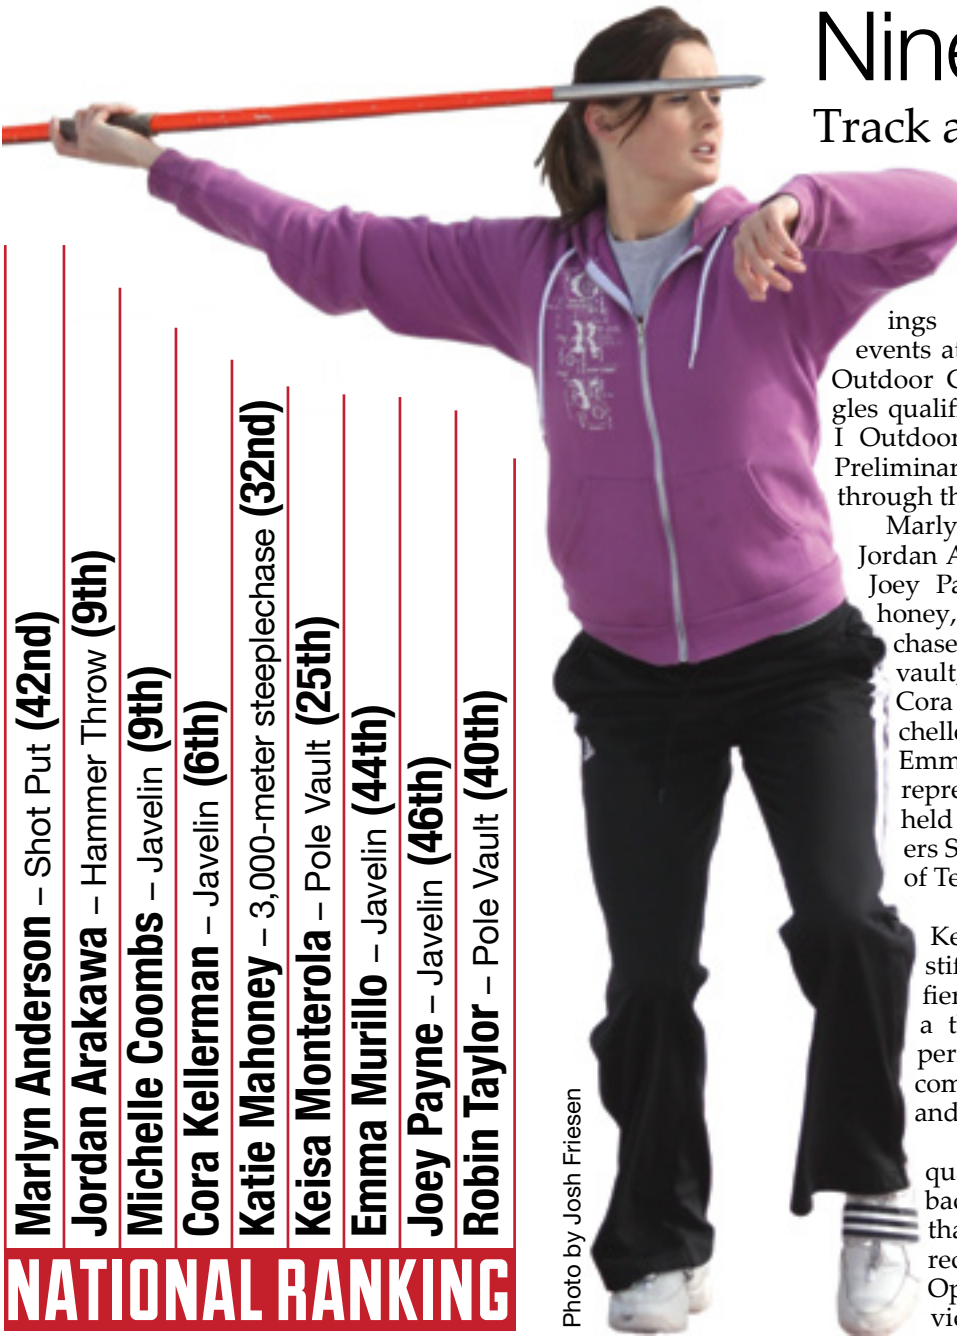 Nine
Track a
Marlyn Anderson – Shot Put (42nd)
Jordan Arakawa – Hammer Throw (9th)
Michelle Coombs – Javelin (9th)
Cora Kellerman – Javelin (6th)
Katie Mahoney – 3,000-meter steeplechase (32nd)
Keisa Monterola – Pole Vault (25th)
Emma Murillo – Javelin (44th)
Joey Payne – Javelin (46th)
Robin Taylor – Pole Vault (40th)
NATIONAL RANKING
Photo by Josh Friesen
ings
events at
Outdoor C
gles qualifi
I Outdoor
Preliminar
through th
Marly
Jordan A
Joey Pa
honey,
chase
vault,
Cora
chelle
Emm
repre
held
ers S
of Te
Ke
stif
fier
a t
per
com
and
qu
bac
tha
rec
Op
vie